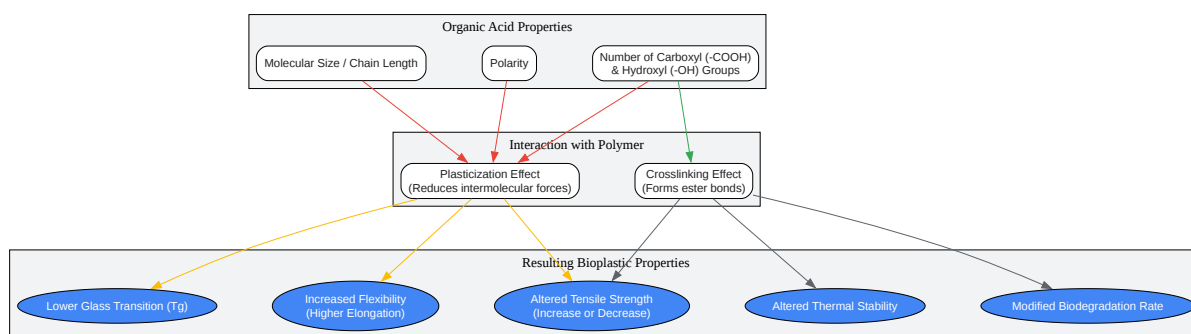 Organic Acid Properties
Molecular Size / Chain Length
Polarity
Number of Carboxyl (-COOH)
& Hydroxyl (-OH) Groups
Interaction with Polymer
Plasticization Effect
(Reduces intermolecular forces)
Crosslinking Effect
(Forms ester bonds)
Resulting Bioplastic Properties
Lower Glass Transition (Tg)
Increased Flexibility
(Higher Elongation)
Altered Tensile Strength
(Increase or Decrease)
Altered Thermal Stability
Modified Biodegradation Rate